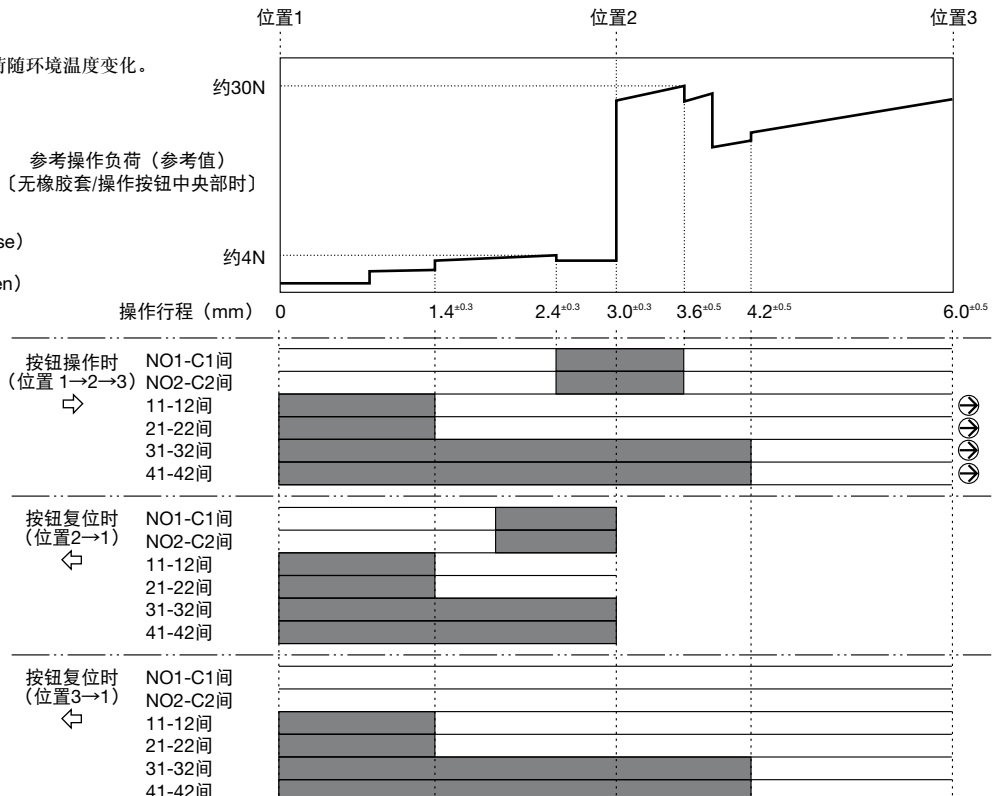 位置1 位置2 位置3
随环境温度变化。
约30N
参考操作负荷（参考值）
〔无橡胶套/操作按钮中央部时〕
se）
约4N
en）
操作行程（mm） 0 1.4±0.3 2.4±0.3 3.0±0.3 3.6±0.5 4.2±0.5 6.0±0.5
按钮操作时
（位置 1→2→3）
⇨
NO1-C1间
NO2-C2间
11-12间
21-22间
31-32间
41-42间
按钮复位时
（位置2→1）
⇦
NO1-C1间
NO2-C2间
11-12间
21-22间
31-32间
41-42间
按钮复位时
（位置3→1）
⇦
NO1-C1间
NO2-C2间
11-12间
21-22间
31-32间
41-42间